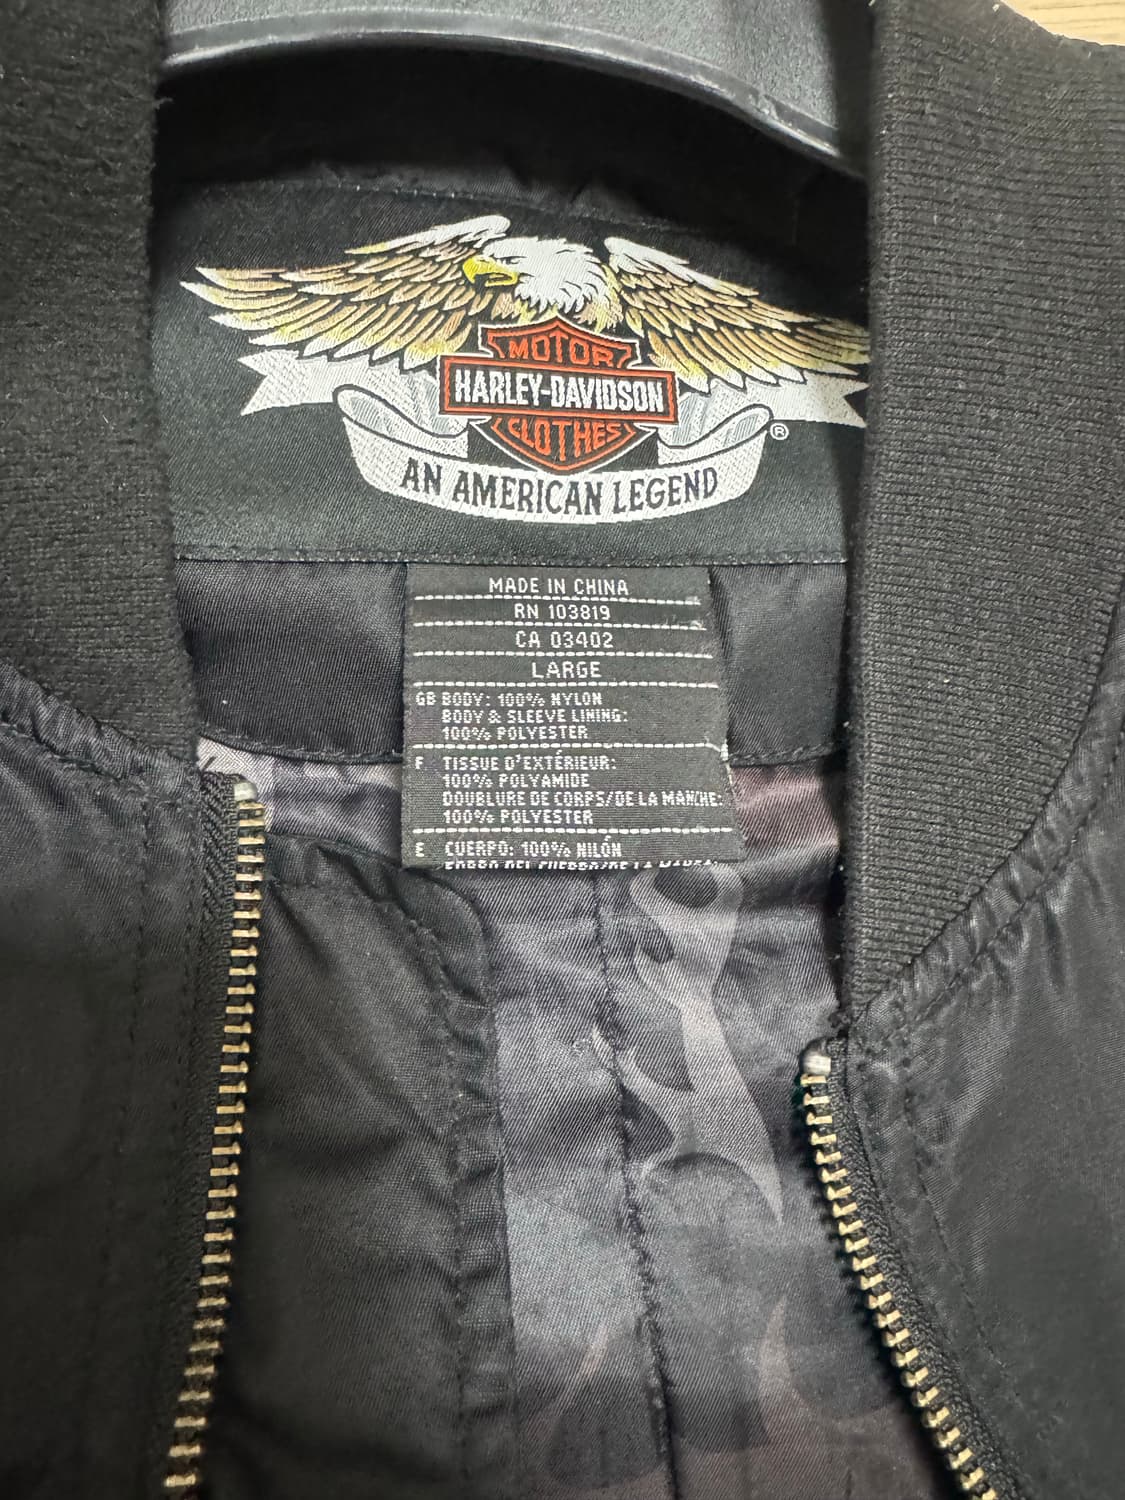 MOTOR
HARLEY-DAVIDSON
CLOTHES
®
AN AMERICAN LEGEND
MADE IN CHINA
RN 103819
CA 03402
LARGE
GB BODY: 100% NYLON
BODY & SLEEVE LINING:
100% POLYESTER
F TISSUE D'EXTÉRIEUR:
100% POLYAMIDE
DOUBLURE DE CORPS/DE LA MANCHE:
100% POLYESTER
E CUERPO: 100% NILÓN